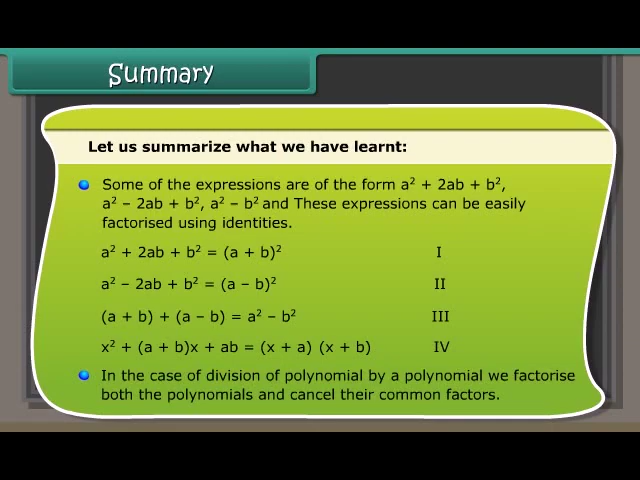 Summary
Let us summarize what we have learnt:
Some of the expressions are of the form a² + 2ab + b²,
a² – 2ab + b², a² – b² and These expressions can be easily
factorised using identities.
a² + 2ab + b² = (a + b)² I
a² – 2ab + b² = (a – b)² II
(a + b) + (a – b) = a² – b² III
x² + (a + b)x + ab = (x + a) (x + b) IV
In the case of division of polynomial by a polynomial we factorise
both the polynomials and cancel their common factors.